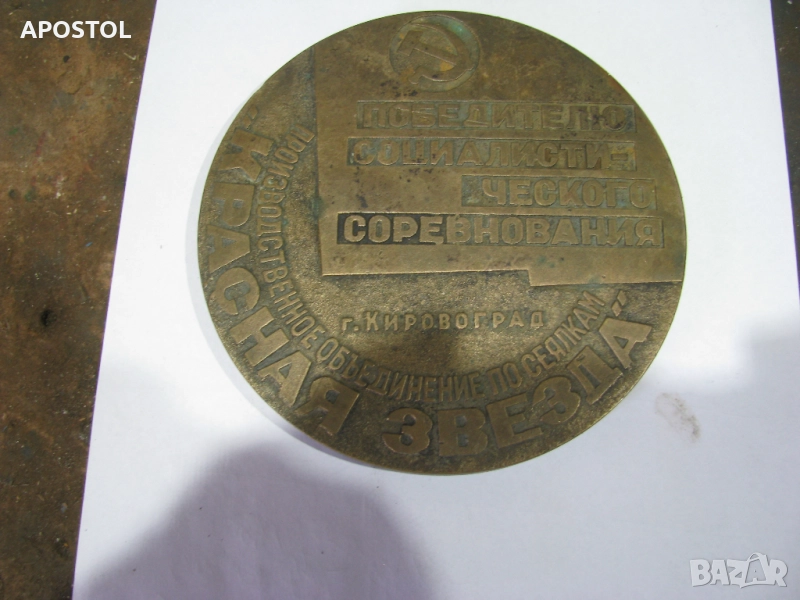 APOSTOL
ПОБЕДИТЕЛЮ
СОЦИАЛИСТИ-
ЧЕСКОГО
СОРЕВНОВАНИЯ
г. КИРОВОГРАД
ПРОИЗВОДСТВЕННОЕ ОБЪЕДИНЕНИЕ ПО СЕЯЛКАМ
"КРАСНАЯ ЗВЕЗДА"
BAZAR